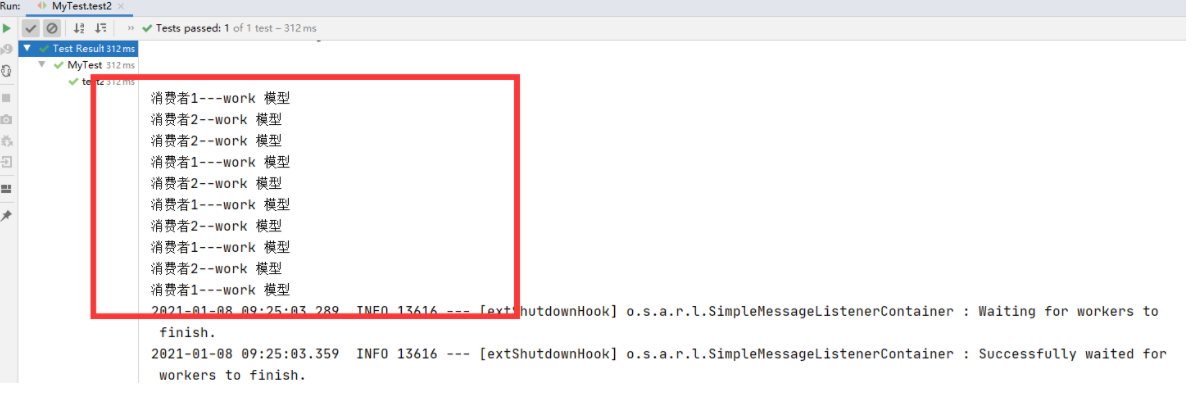 Run: MyTest.test2
Tests passed: 1 of 1 test – 312 ms
Test Result 312 ms
MyTest 312 ms
test2 312 ms
消费者1---work 模型
消费者2--work 模型
消费者2--work 模型
消费者1---work 模型
消费者2--work 模型
消费者1---work 模型
消费者2--work 模型
消费者1---work 模型
消费者2--work 模型
消费者1---work 模型
2021-01-08 09:25:03.289 INFO 13616 --- [extShutdownHook] o.s.a.r.l.SimpleMessageListenerContainer : Waiting for workers to
finish.
2021-01-08 09:25:03.359 INFO 13616 --- [extShutdownHook] o.s.a.r.l.SimpleMessageListenerContainer : Successfully waited for
workers to finish.